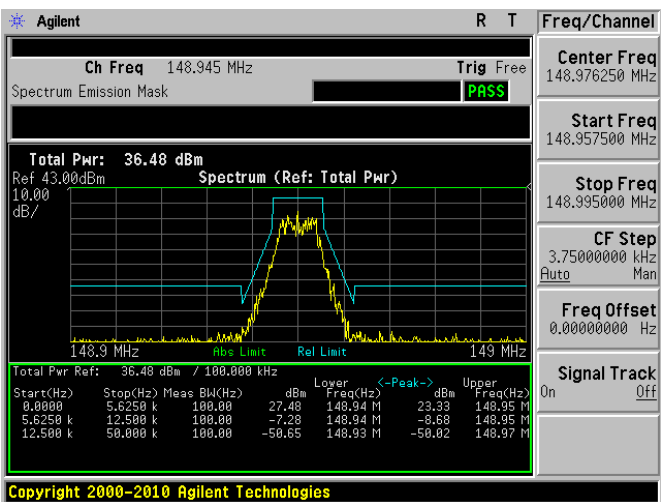 Agilent R T Freq/Channel
Ch Freq 148.945 MHz Trig Free
Spectrum Emission Mask PASS
Center Freq
148.976250 MHz
Start Freq
148.957500 MHz
Stop Freq
148.995000 MHz
CF Step
3.75000000 kHz
Auto Man
Freq Offset
0.00000000 Hz
Signal Track
On Off
Total Pwr: 36.48 dBm
Ref 43.00dBm Spectrum (Ref: Total Pwr)
10.00
dB/
148.9 MHz Abs Limit Rel Limit 149 MHz
Total Pwr Ref: 36.48 dBm / 100.000 kHz
Lower <-Peak-> Upper
Start(Hz) Stop(Hz) Meas BW(Hz) dBm Freq(Hz) dBm Freq(Hz)
0.0000 5.6250 k 100.00 27.48 148.94 M 23.33 148.95 M
5.6250 k 12.500 k 100.00 -7.28 148.94 M -8.68 148.95 M
12.500 k 50.000 k 100.00 -50.65 148.93 M -50.02 148.97 M
Copyright 2000-2010 Agilent Technologies